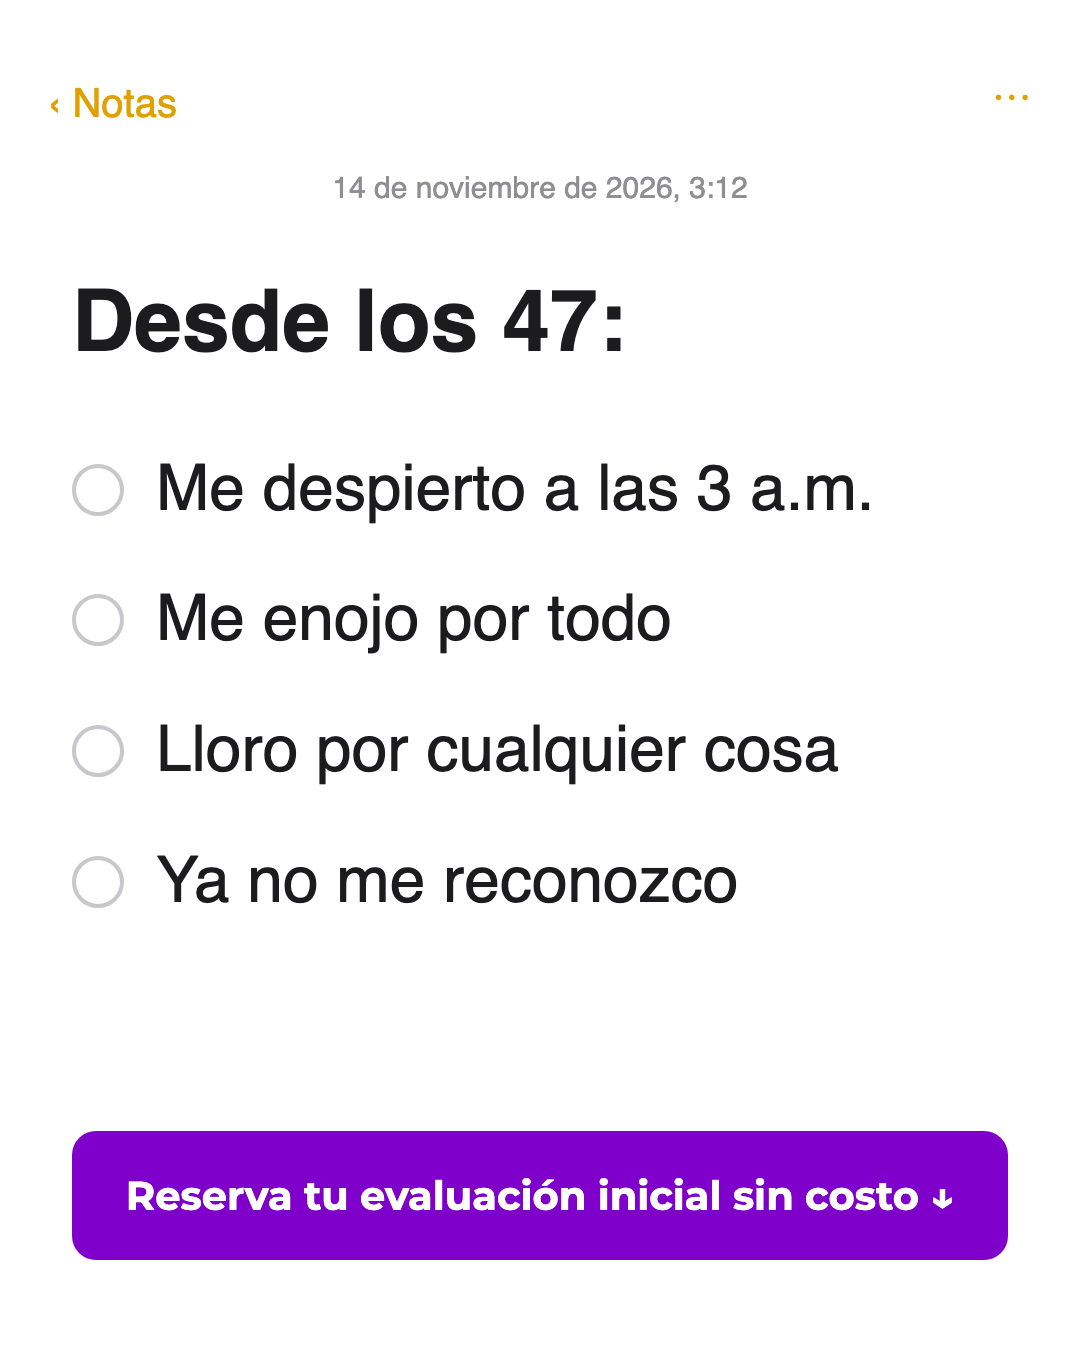 ‹ Notas
...
14 de noviembre de 2026, 3:12
Desde los 47:
Me despierto a las 3 a.m.
Me enojo por todo
Lloro por cualquier cosa
Ya no me reconozco
Reserva tu evaluación inicial sin costo ↓